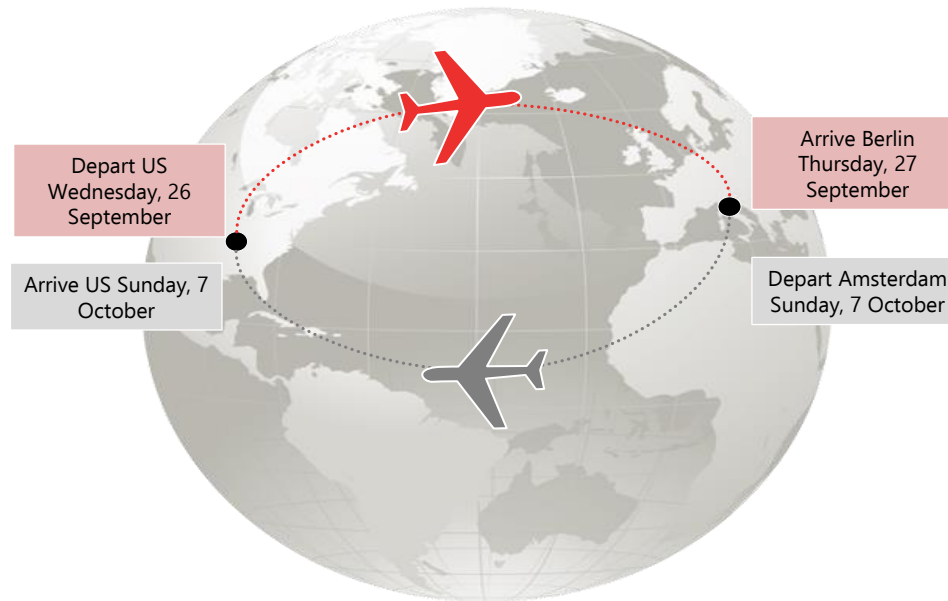 Depart US
Wednesday, 26
September
Arrive US Sunday, 7
October
Arrive Berlin
Thursday, 27
September
Depart Amsterdam
Sunday, 7 October